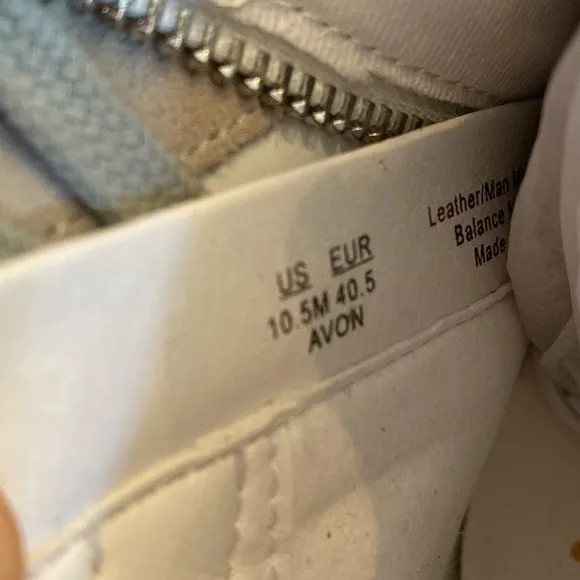 US EUR
10.5M 40.5
AVON
Leather/Man
Balance
Made